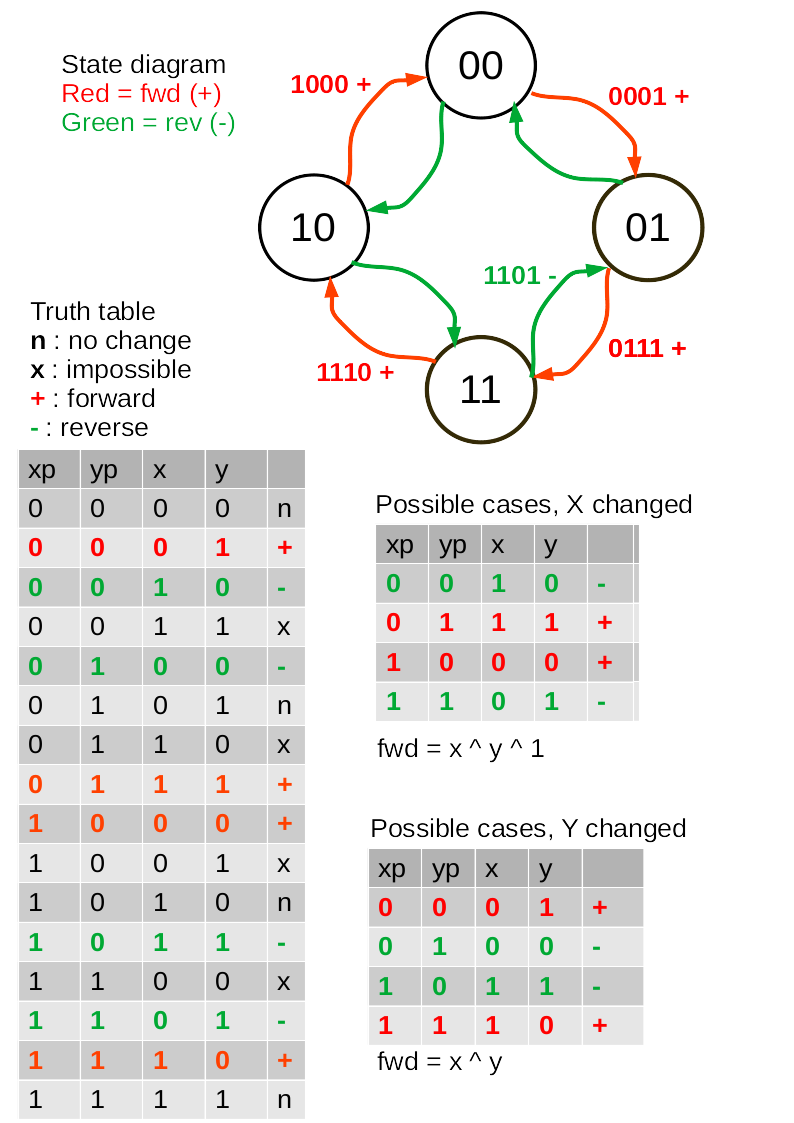 State diagram
Red = fwd (+)
Green = rev (-)
00
1000 +
0001 +
10
01
1101 -
0111 +
1110 +
11
Truth table
n : no change
x : impossible
+ : forward
- : reverse
xp yp x y
0 0 0 0 n
0 0 0 1 +
0 0 1 0 -
0 0 1 1 x
0 1 0 0 -
0 1 0 1 n
0 1 1 0 x
0 1 1 1 +
1 0 0 0 +
1 0 0 1 x
1 0 1 0 n
1 0 1 1 -
1 1 0 0 x
1 1 0 1 -
1 1 1 0 +
1 1 1 1 n
Possible cases, X changed
xp yp x y
0 0 1 0 -
0 1 1 1 +
1 0 0 0 +
1 1 0 1 -
fwd = x ^ y ^ 1
Possible cases, Y changed
xp yp x y
0 0 0 1 +
0 1 0 0 -
1 0 1 1 -
1 1 1 0 +
fwd = x ^ y